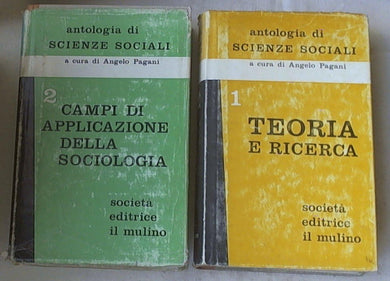 antologia di
SCIENZE SOCIALI
a cura di Angelo Pagani
2
CAMPI DI
APPLICAZIONE
DELLA
SOCIOLOGIA
società
editrice
il mulino
antologia di
SCIENZE SOCIALI
a cura di Angelo Pagani
1
TEORIA
E RICERCA
società
editrice
il mulino